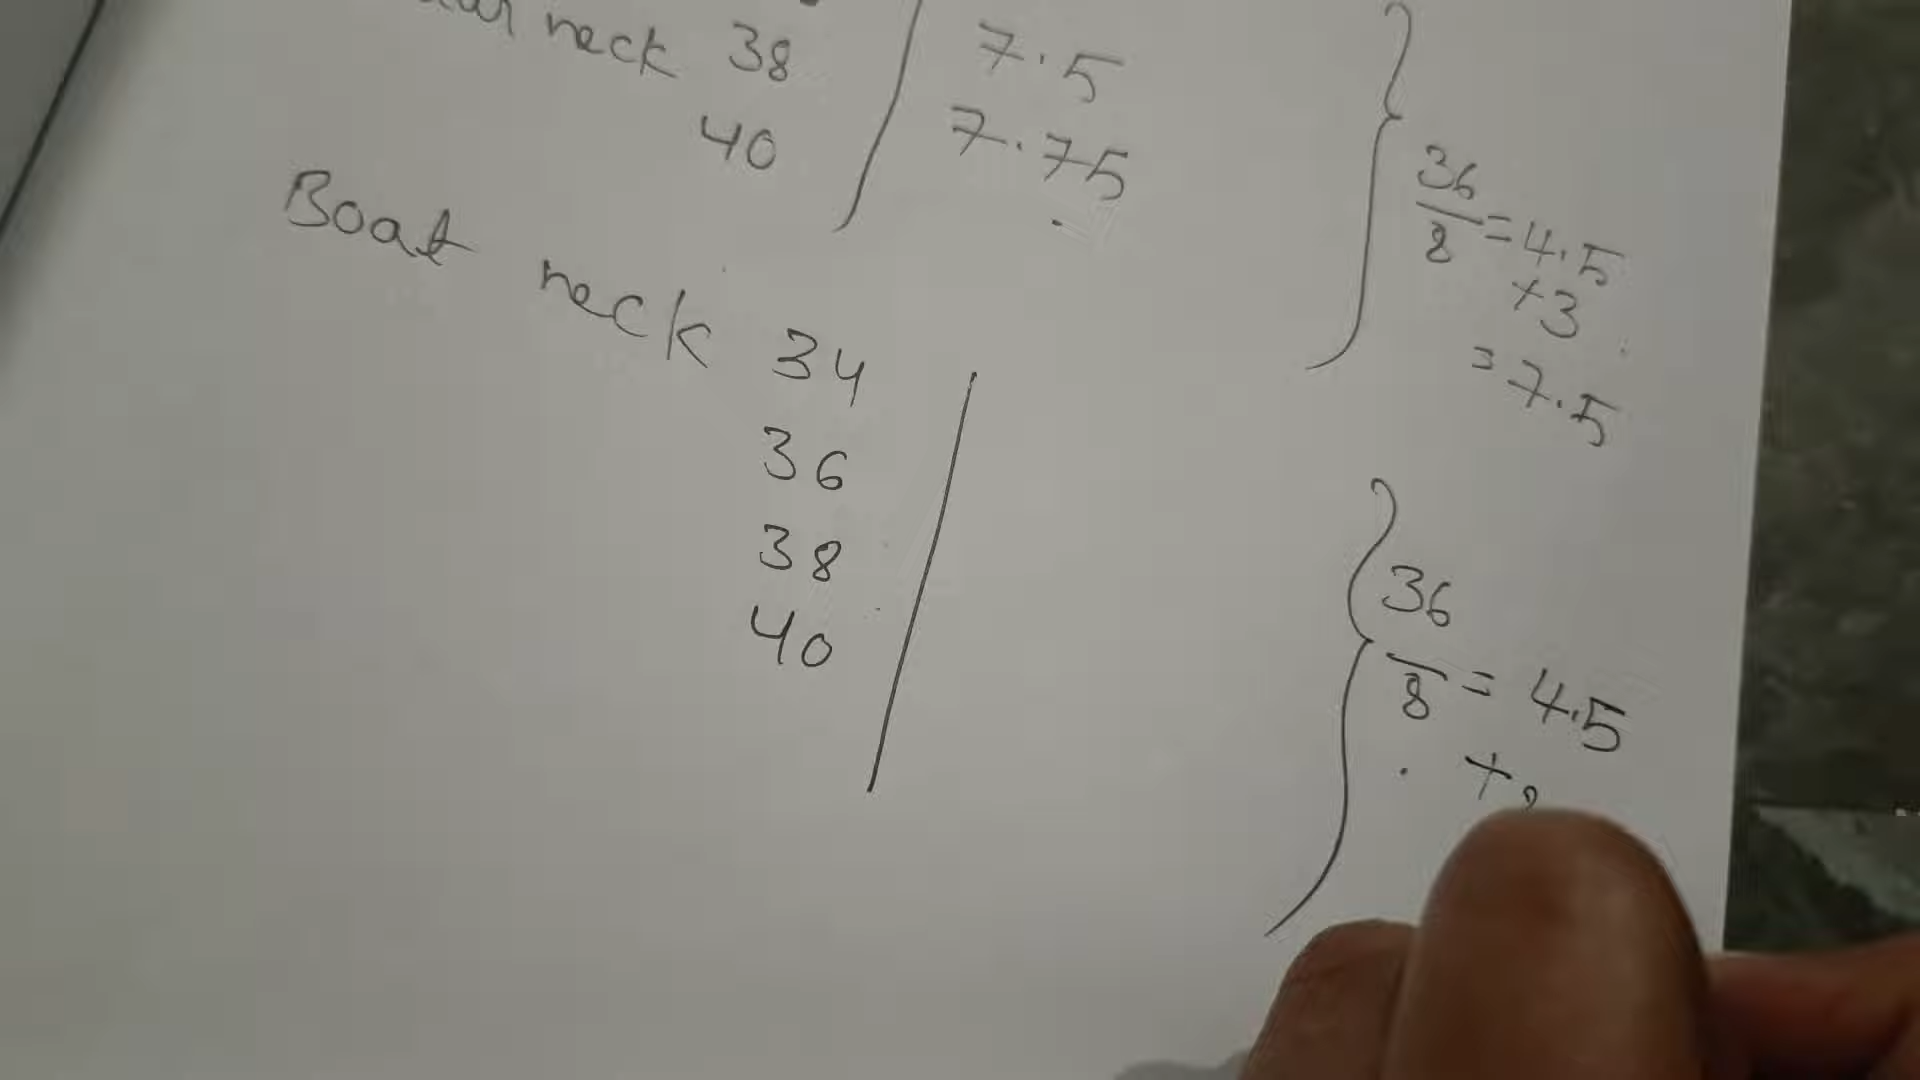 neck 38 7.5
40 7.75
36
8 = 4.5
+3
= 7.5
Boat neck 34
36
38
40
36
8 = 4.5
+